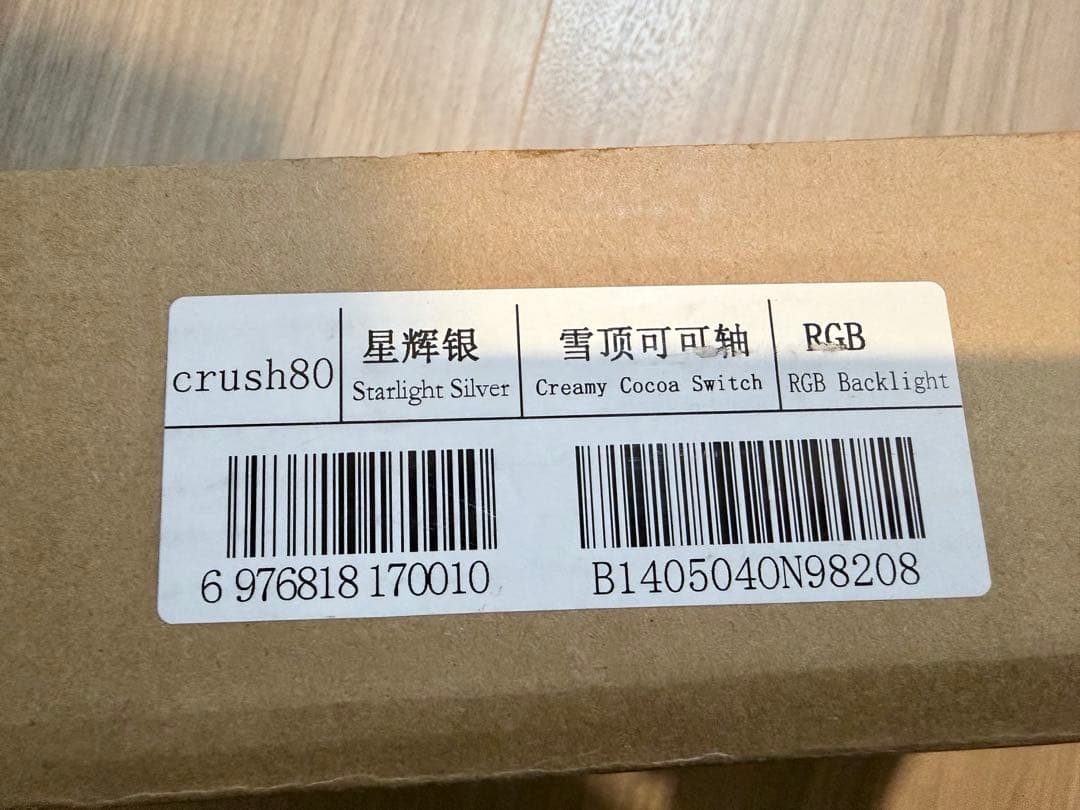 crush80
星辉银
Starlight Silver
雪顶可可轴
Creamy Cocoa Switch
RGB
RGB Backlight
6 976818 170010
B1405040N98208